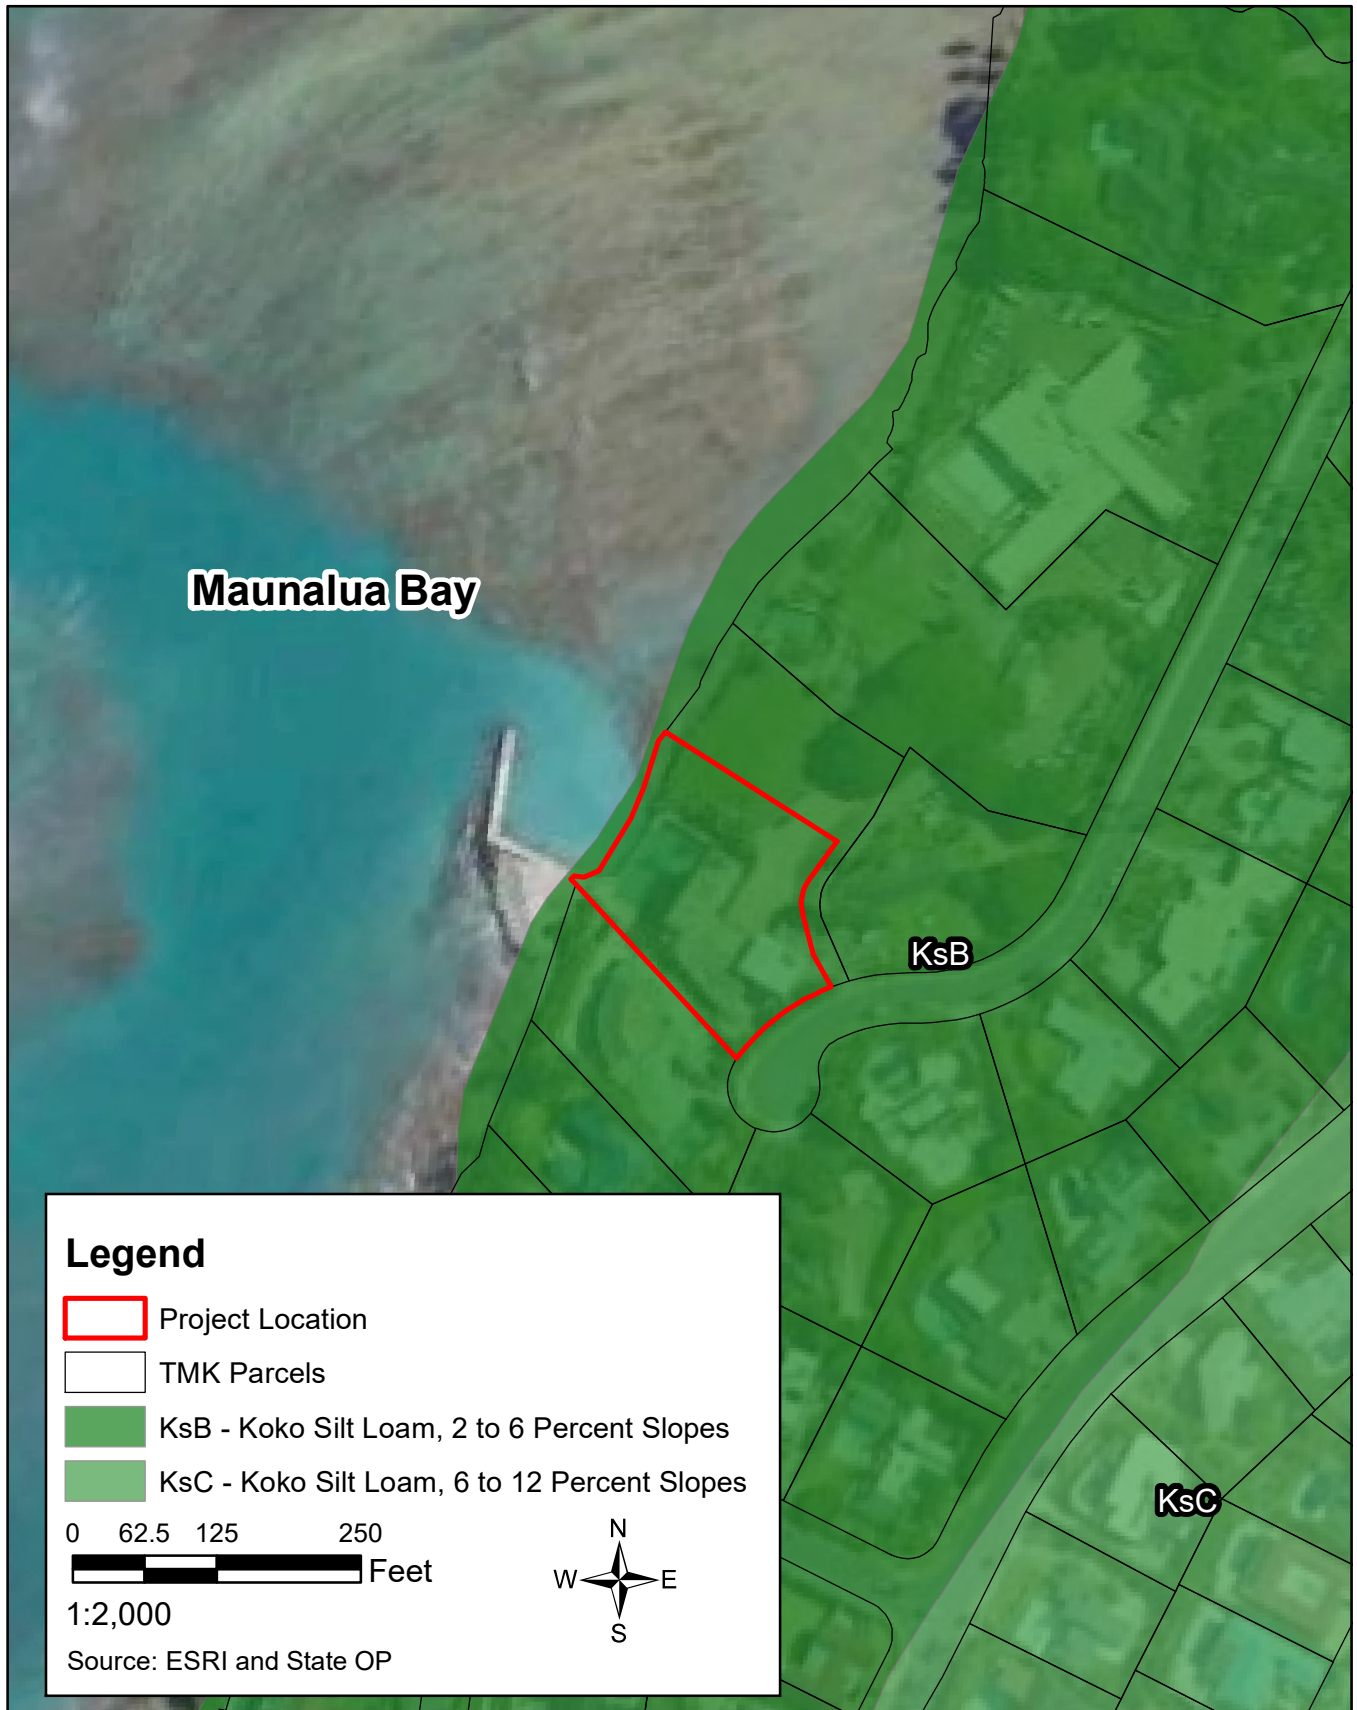 Maunalua Bay
KsB
Legend
Project Location
TMK Parcels
KsB - Koko Silt Loam, 2 to 6 Percent Slopes
KsC - Koko Silt Loam, 6 to 12 Percent Slopes
0 62.5 125 250
Feet
1:2,000
Source: ESRI and State OP
N
W E
S
KsC